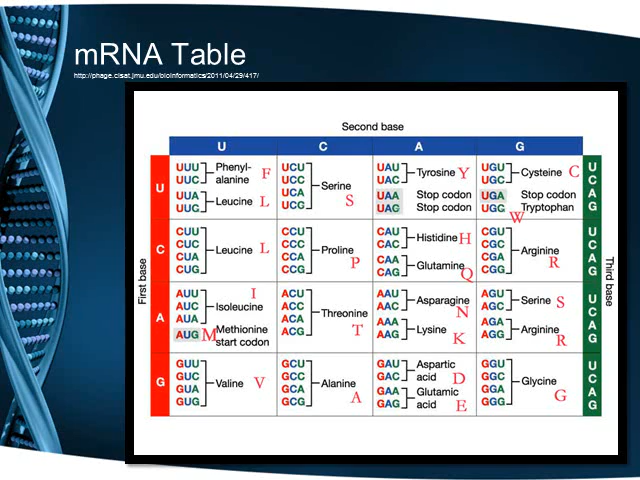 mRNA Table
http://phage.cisat.jmu.edu/bioinformatics/2011/04/29/417/
Second base
U C A G
First base
Third base
U
UUU
UUC
Phenyl-
alanine
F
UUA
UUG
Leucine
L
UCU
UCC
UCA
UCG
Serine
S
UAU
UAC
Tyrosine
Y
UAA Stop codon
UAG Stop codon
UGU
UGC
Cysteine
C
UGA Stop codon
UGG Tryptophan
W
U
C
A
G
C
CUU
CUC
CUA
CUG
Leucine
L
CCU
CCC
CCA
CCG
Proline
P
CAU
CAC
Histidine
H
CAA
CAG
Glutamine
Q
CGU
CGC
CGA
CGG
Arginine
R
U
C
A
G
A
AUU
AUC
AUA
Isoleucine
I
AUG
M
Methionine
start codon
ACU
ACC
ACA
ACG
Threonine
T
AAU
AAC
Asparagine
N
AAA
AAG
Lysine
K
AGU
AGC
Serine
S
AGA
AGG
Arginine
R
U
C
A
G
G
GUU
GUC
GUA
GUG
Valine
V
GCU
GCC
GCA
GCG
Alanine
A
GAU
GAC
Aspartic
acid
D
GAA
GAG
Glutamic
acid
E
GGU
GGC
GGA
GGG
Glycine
G
U
C
A
G